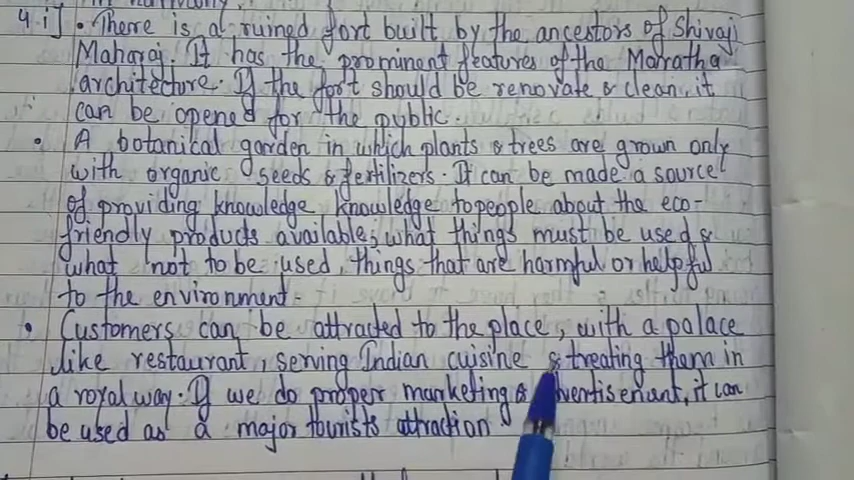 4.i] • There is a ruined fort built by the ancestors of Shivaji
Maharaj. It has the prominent features of the Marratha
architecture. If the fort should be renovate & clean it
can be opened for the public.
• A botanical garden in which plants & trees are grown only
with organic seeds & fertilizers. It can be made a source
of providing knowledge knowledge to people about the eco-
friendly products available, what things must be used &
what not to be used, things that are harmful or helpful
to the environment.
• Customers can be attracted to the place, with a palace
like restaurant, serving Indian cuisine & treating them in
a royal way. If we do proper marketing & it can
be used as a major tourists attraction